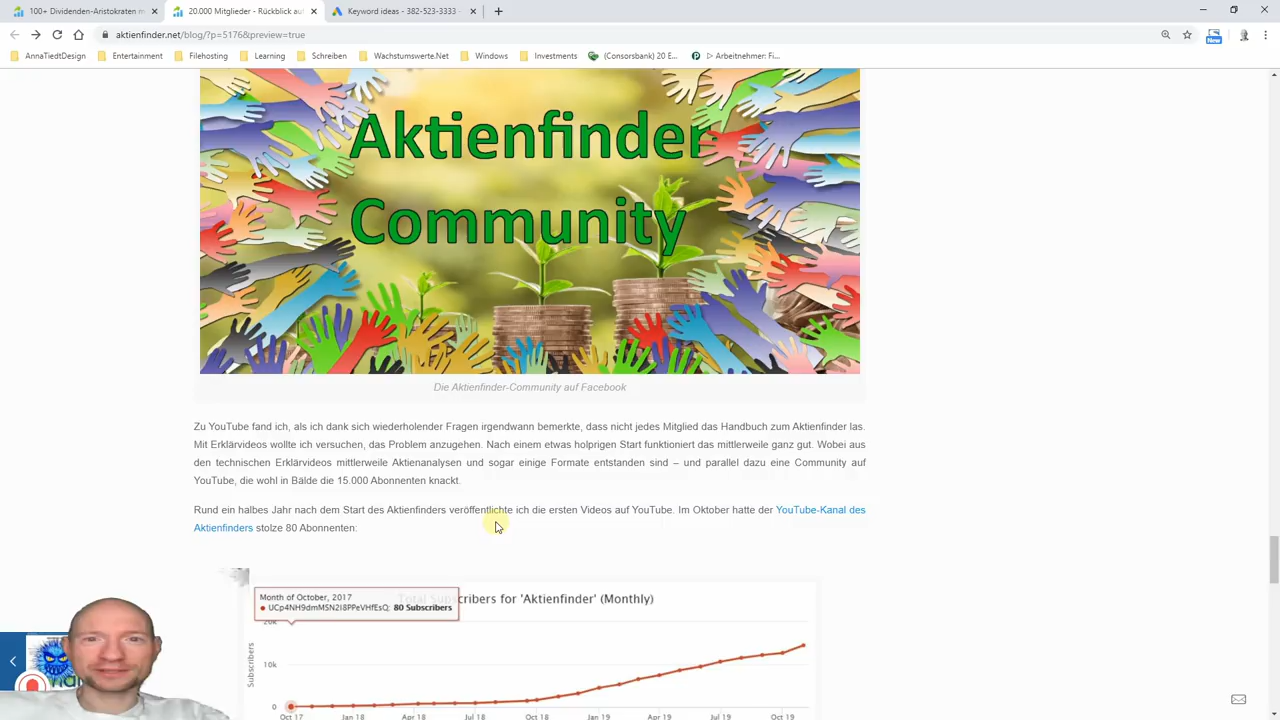 100+ Dividenden-Aristokraten m
20.000 Mitglieder - Rückblick au
Keyword ideas - 382-523-3333 -
aktienfinder.net/blog/?p=5176&preview=true
New
AnnaTiedtDesign
Entertainment
Filehosting
Learning
Schreiben
Wachstumswerte.Net
Windows
Investments
(Consorsbank) 20 E...
ᐅ Arbeitnehmer: Fi...
Aktienfinder
Community
Die Aktienfinder-Community auf Facebook
Zu YouTube fand ich, als ich dank sich wiederholender Fragen irgendwann bemerkte, dass nicht jedes Mitglied das Handbuch zum Aktienfinder las.
Mit Erklärvideos wollte ich versuchen, das Problem anzugehen. Nach einem etwas holprigen Start funktioniert das mittlerweile ganz gut. Wobei aus
den technischen Erklärvideos mittlerweile Aktienanalysen und sogar einige Formate entstanden sind – und parallel dazu eine Community auf
YouTube, die wohl in Bälde die 15.000 Abonnenten knackt.
Rund ein halbes Jahr nach dem Start des Aktienfinders veröffentlichte ich die ersten Videos auf YouTube. Im Oktober hatte der YouTube-Kanal des
Aktienfinders stolze 80 Abonnenten:
Total Subscribers for 'Aktienfinder' (Monthly)
Month of October, 2017
UCp4NH9dmMSN2I8PPeVHfEsQ: 80 Subscribers
20k
Subscribers
10k
0
Oct 17
Jan 18
Apr 18
Jul 18
Oct 18
Jan 19
Apr 19
Jul 19
Oct 19